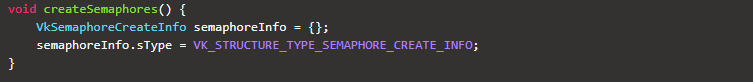 void createSemaphores() {
    VkSemaphoreCreateInfo semaphoreInfo = {};
    semaphoreInfo.sType = VK_STRUCTURE_TYPE_SEMAPHORE_CREATE_INFO;
}